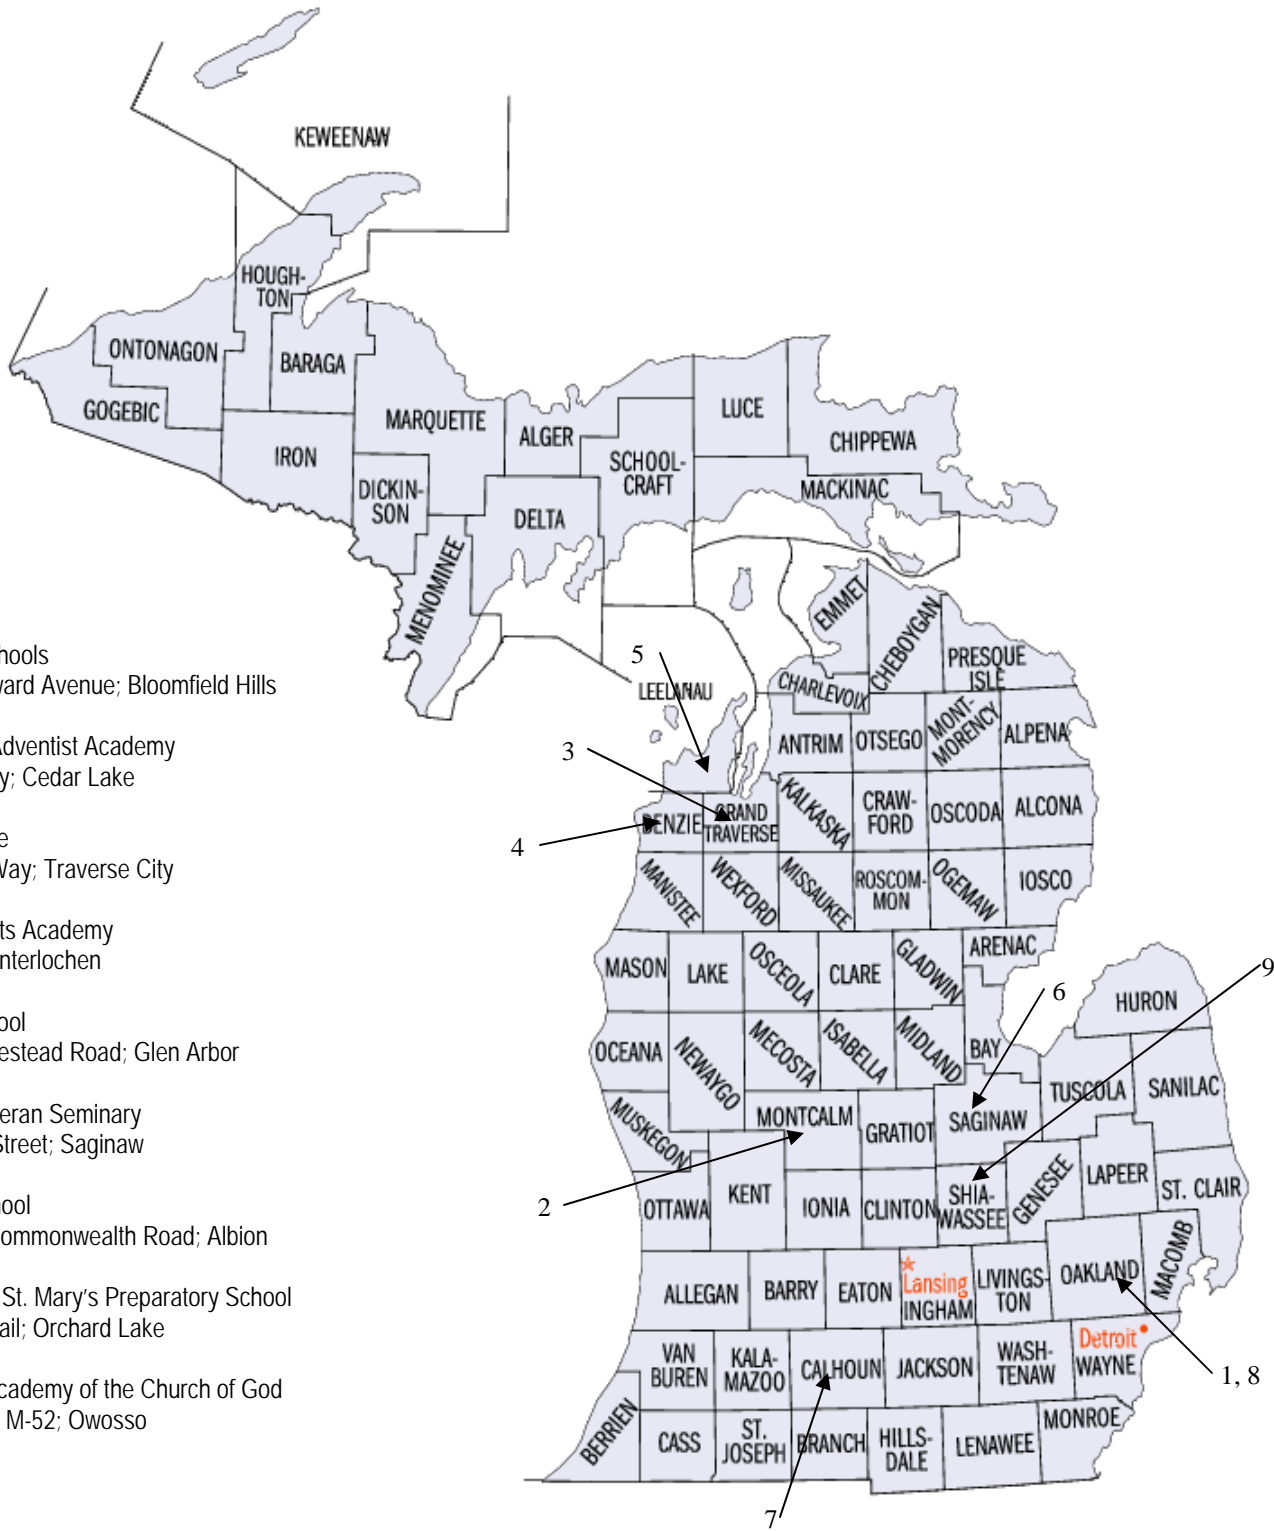 KEWEENAW
HOUGH-
TON
ONTONAGON
BARAGA
GOGEBIC
MARQUETTE
LUCE
ALGER
CHIPPEWA
IRON
SCHOOL-
CRAFT
DICKIN-
SON
MACKINAC
DELTA
MENOMINEE
EMMET
CHEBOYGAN
PRESQUE
ISLE
5
LEELANAU
CHARLEVOIX
3
ANTRIM
OTSEGO
MONT-
MORENCY
ALPENA
4
BENZIE
GRAND
TRAVERSE
KALKASKA
CRAW-
FORD
OSCODA
ALCONA
MANISTEE
WEXFORD
MISSAUKEE
ROSCOM-
MON
OGEMAW
IOSCO
ARENAC
MASON
LAKE
OSCEOLA
CLARE
GLADWIN
9
6
HURON
OCEANA
NEWAYGO
MECOSTA
ISABELLA
MIDLAND
BAY
TUSCOLA
SANILAC
MUSKEGON
MONTCALM
GRATIOT
SAGINAW
2
OTTAWA
KENT
IONIA
CLINTON
SHIA-
WASSEE
GENESEE
LAPEER
ST. CLAIR
ALLEGAN
BARRY
EATON
Lansing
INGHAM
LIVINGS-
TON
OAKLAND
MACOMB
VAN
BUREN
KALA-
MAZOO
CALHOUN
JACKSON
WASH-
TENAW
Detroit
WAYNE
1, 8
BERRIEN
CASS
ST.
JOSEPH
BRANCH
HILLS-
DALE
LENAWEE
MONROE
7
hools
ward Avenue; Bloomfield Hills
Adventist Academy
y; Cedar Lake
e
Way; Traverse City
ts Academy
nterlochen
ool
estead Road; Glen Arbor
eran Seminary
Street; Saginaw
hool
ommonwealth Road; Albion
St. Mary's Preparatory School
ail; Orchard Lake
cademy of the Church of God
M-52; Owosso